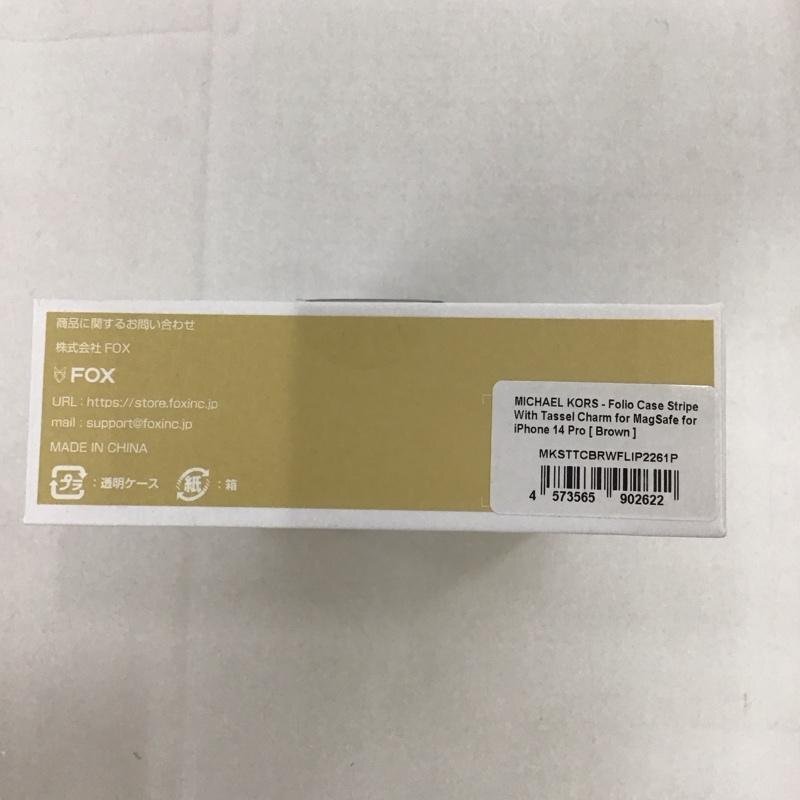 商品に関するお問い合わせ
株式会社 FOX
FOX
URL : https://store.foxinc.jp
mail : support@foxinc.jp
MADE IN CHINA
プラ : 透明ケース 紙 : 箱
MICHAEL KORS - Folio Case Stripe
With Tassel Charm for MagSafe for
iPhone 14 Pro [ Brown ]
MKSTTCBRWFLIP2261P
4 573565 902622